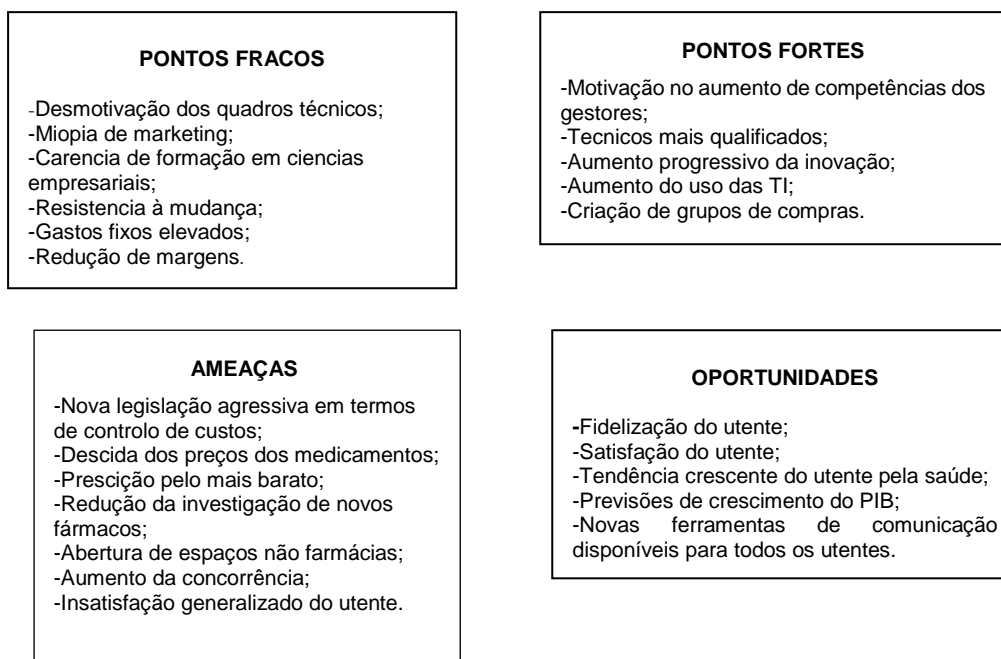 PONTOS FRACOS
-Desmotivação dos quadros técnicos;
-Miopia de marketing;
-Carencia de formação em ciencias
empresariais;
-Resistencia à mudança;
-Gastos fixos elevados;
-Redução de margens.
PONTOS FORTES
-Motivação no aumento de competências dos
gestores;
-Tecnicos mais qualificados;
-Aumento progressivo da inovação;
-Aumento do uso das TI;
-Criação de grupos de compras.
AMEAÇAS
-Nova legislação agressiva em termos
de controlo de custos;
-Descida dos preços dos medicamentos;
-Prescição pelo mais barato;
-Redução da investigação de novos
fármacos;
-Abertura de espaços não farmácias;
-Aumento da concorrência;
-Insatisfação generalizado do utente.
OPORTUNIDADES
-Fidelização do utente;
-Satisfação do utente;
-Tendência crescente do utente pela saúde;
-Previsões de crescimento do PIB;
-Novas ferramentas de comunicação
disponíveis para todos os utentes.